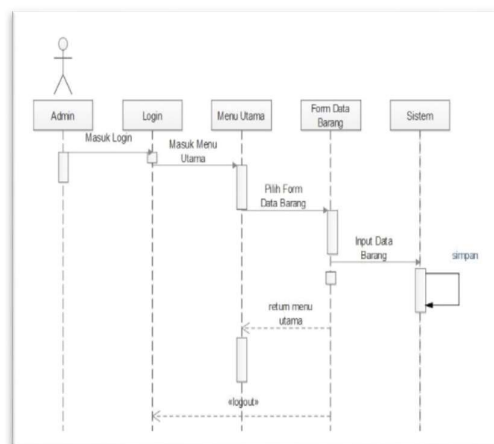 Admin
Login
Menu Utama
Form Data
Barang
Sistem
Masuk Login
Masuk Menu
Utama
Pilih Form
Data Barang
Input Data
Barang
simpan
return menu
utama
«logout»